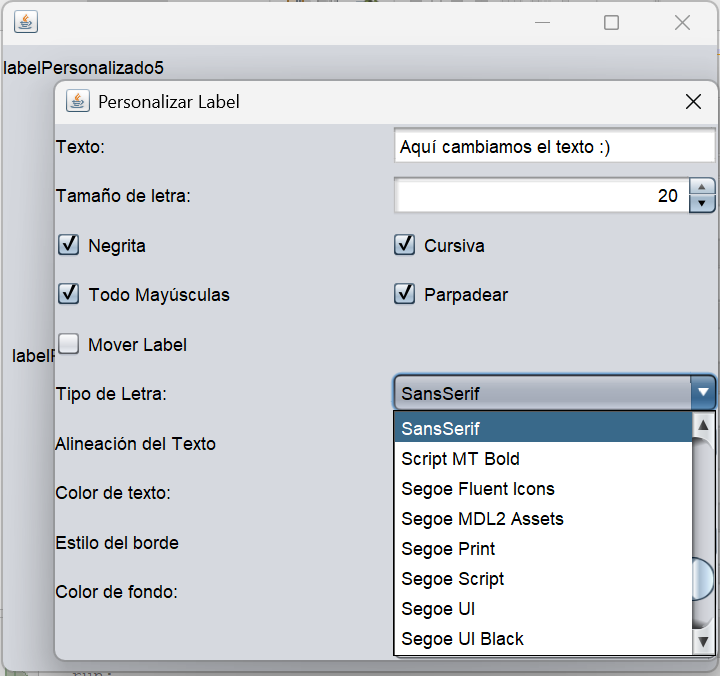 labelPersonalizado5
Personalizar Label
Texto: Aquí cambiamos el texto :)
Tamaño de letra: 20
Negrita Cursiva
Todo Mayúsculas Parpadear
Mover Label
Tipo de Letra: SansSerif
SansSerif
Script MT Bold
Alineación del Texto
Segoe Fluent Icons
Color de texto:
Segoe MDL2 Assets
Estilo del borde
Segoe Print
Color de fondo:
Segoe Script
Segoe UI
Segoe UI Black